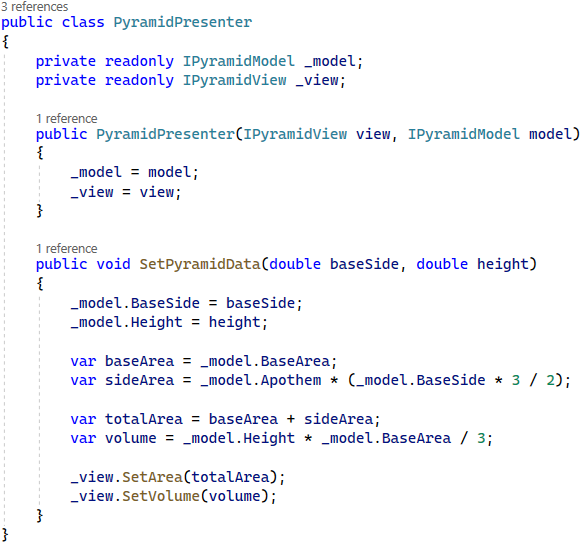 3 references
public class PyramidPresenter
{
private readonly IPyramidModel _model;
private readonly IPyramidView _view;
1 reference
public PyramidPresenter(IPyramidView view, IPyramidModel model)
{
_model = model;
_view = view;
}
1 reference
public void SetPyramidData(double baseSide, double height)
{
_model.BaseSide = baseSide;
_model.Height = height;
var baseArea = _model.BaseArea;
var sideArea = _model.Apothem * (_model.BaseSide * 3 / 2);
var totalArea = baseArea + sideArea;
var volume = _model.Height * _model.BaseArea / 3;
_view.SetArea(totalArea);
_view.SetVolume(volume);
}
}